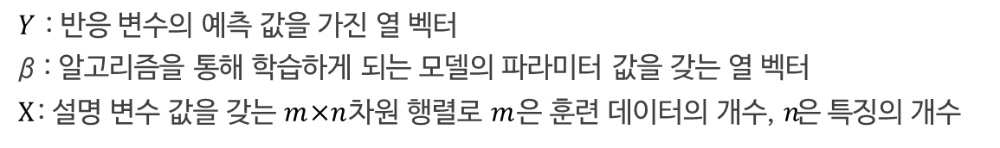 Y : 반응 변수의 예측 값을 가진 열 벡터
β : 알고리즘을 통해 학습하게 되는 모델의 파라미터 값을 갖는 열 벡터
X: 설명 변수 값을 갖는 m×n차원 행렬로 m은 훈련 데이터의 개수, n은 특징의 개수